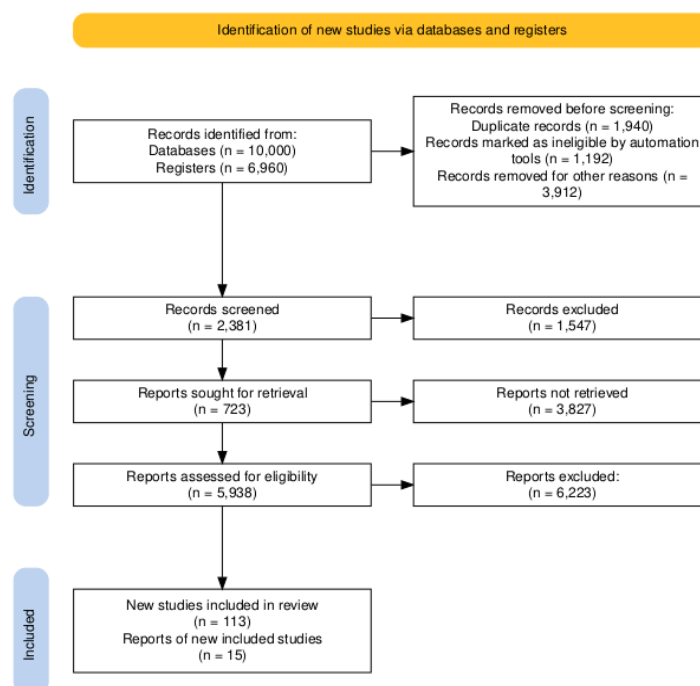 Identification of new studies via databases and registers
Identification
Records identified from:
Databases (n = 10,000)
Registers (n = 6,960)
Records removed before screening:
Duplicate records (n = 1,940)
Records marked as ineligible by automation
tools (n = 1,192)
Records removed for other reasons (n =
3,912)
Screening
Records screened
(n = 2,381)
Records excluded
(n = 1,547)
Reports sought for retrieval
(n = 723)
Reports not retrieved
(n = 3,827)
Reports assessed for eligibility
(n = 5,938)
Reports excluded:
(n = 6,223)
Included
New studies included in review
(n = 113)
Reports of new included studies
(n = 15)